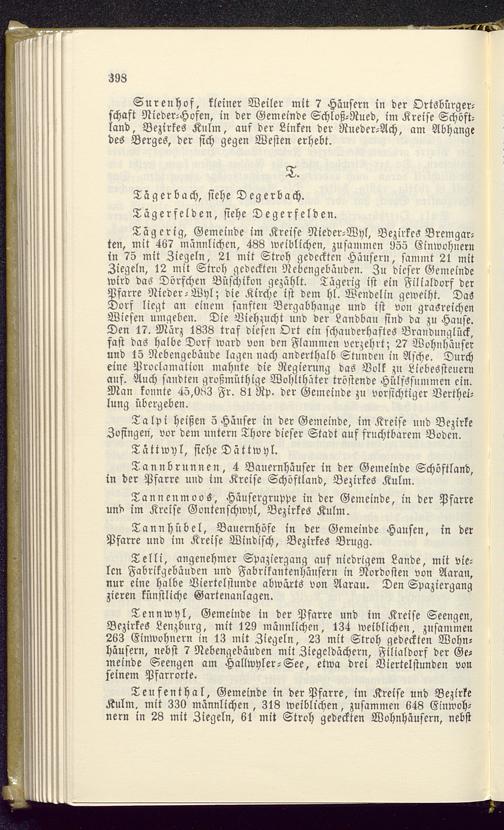 398
Surenhof, kleiner Weiler mit 7 Häusern in der Ortsbürger-
schaft Nieder-Hofen, in der Gemeinde Schloß-Rued, im Kreise Schöft-
land, Bezirkes Kulm, auf der Linken der Rueder-Ach, am Abhange
des Berges, der sich gegen Westen erhebt.
T.
Tägerbach, siehe Degerbach.
Tägerfelden, siehe Degerfelden.
Tägerig, Gemeinde im Kreise Nieder-Wyl, Bezirkes Bremgar-
ten, mit 467 männlichen, 488 weiblichen, zusammen 955 Einwohnern
in 75 mit Ziegeln, 21 mit Stroh gedeckten Häusern, sammt 21 mit
Ziegeln, 12 mit Stroh gedeckten Nebengebäuden. Zu dieser Gemeinde
wird das Dörfchen Büschikon gezählt. Tägerig ist ein Filialdorf der
Pfarre Nieder-Wyl; die Kirche ist dem hl. Wendelin geweiht. Das
Dorf liegt an einem sanften Bergabhange und ist von grasreichen
Wiesen umgeben. Die Viehzucht und der Landbau sind da zu Hause.
Den 17. März 1838 traf diesen Ort ein schauderhaftes Brandunglück,
fast das halbe Dorf ward von den Flammen verzehrt; 27 Wohnhäuser
und 15 Nebengebäude lagen nach anderthalb Stunden in Asche. Durch
eine Proclamation mahnte die Regierung das Volk zu Liebessteuern
auf. Auch sandten großmüthige Wohlthäter tröstende Hülfssummen ein.
Man konnte 45,083 Fr. 81 Rp. der Gemeinde zu vorsichtiger Verthei-
lung übergeben.
Talpi heißen 5 Häuser in der Gemeinde, im Kreise und Bezirke
Zofingen, vor dem untern Thore dieser Stadt auf fruchtbarem Boden.
Tättwyl, siehe Dättwyl.
Tannbrunnen, 4 Bauernhäuser in der Gemeinde Schöftland,
in der Pfarre und im Kreise Schöftland, Bezirkes Kulm.
Tannenmoos, Häusergruppe in der Gemeinde, in der Pfarre
und im Kreise Gontenschwyl, Bezirkes Kulm.
Tannhübel, Bauernhöfe in der Gemeinde Hausen, in der
Pfarre und im Kreise Windisch, Bezirkes Brugg.
Telli, angenehmer Spaziergang auf niedrigem Lande, mit vie-
len Fabrikgebäuden und Fabrikantenhäusern in Nordosten von Aarau,
nur eine halbe Viertelstunde abwärts von Aarau. Den Spaziergang
zieren künstliche Gartenanlagen.
Tennwyl, Gemeinde in der Pfarre und im Kreise Seengen,
Bezirkes Lenzburg, mit 129 männlichen, 134 weiblichen, zusammen
263 Einwohnern in 13 mit Ziegeln, 23 mit Stroh gedeckten Wohn-
häusern, nebst 7 Nebengebäuden mit Ziegeldächern, Filialdorf der Ge-
meinde Seengen am Hallwyler-See, etwa drei Viertelstunden von
seinem Pfarrorte.
Teufenthal, Gemeinde in der Pfarre, im Kreise und Bezirke
Kulm, mit 330 männlichen, 318 weiblichen, zusammen 648 Einwoh-
nern in 28 mit Ziegeln, 61 mit Stroh gedeckten Wohnhäusern, nebst